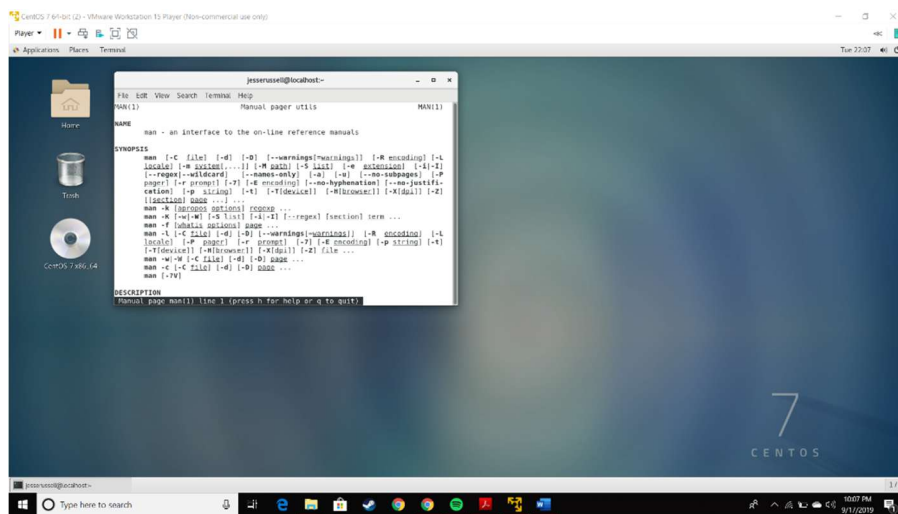 CentOS 7 64-bit (2) - VMware Workstation 15 Player (Non-commercial use only)
Player
Applications Places Terminal Tue 22:07
jesserussell@localhost:~
File Edit View Search Terminal Help
MAN(1) Manual pager utils MAN(1)
NAME
man - an interface to the on-line reference manuals
SYNOPSIS
man [-C file] [-d] [-D] [--warnings[=warnings]] [-R encoding] [-L
locale] [-m system[,...]] [-M path] [-S list] [-e extension] [-i|-I]
[--regex|--wildcard] [--names-only] [-a] [-u] [--no-subpages] [-P
pager] [-r prompt] [-7] [-E encoding] [--no-hyphenation] [--no-justifi-
cation] [-p string] [-t] [-T[device]] [-H[browser]] [-X[dpi]] [-Z]
[[section] page ...] ...
man -k [apropos options] regexp ...
man -K [-w|-W] [-S list] [-i|-I] [--regex] [section] term ...
man -f [whatis options] page ...
man -l [-C file] [-d] [-D] [--warnings[=warnings]] [-R encoding] [-L
locale] [-P pager] [-r prompt] [-7] [-E encoding] [-p string] [-t]
[-T[device]] [-H[browser]] [-X[dpi]] [-Z] file ...
man -w|-W [-C file] [-d] [-D] page ...
man -c [-C file] [-d] [-D] page ...
man [-?V]
DESCRIPTION
Manual page man(1) line 1 (press h for help or q to quit)
Home
Trash
CentOS 7 x86_64
7
CENTOS
jesserussell@localhost:~ 1 /
Type here to search
10:07 PM
9/17/2019